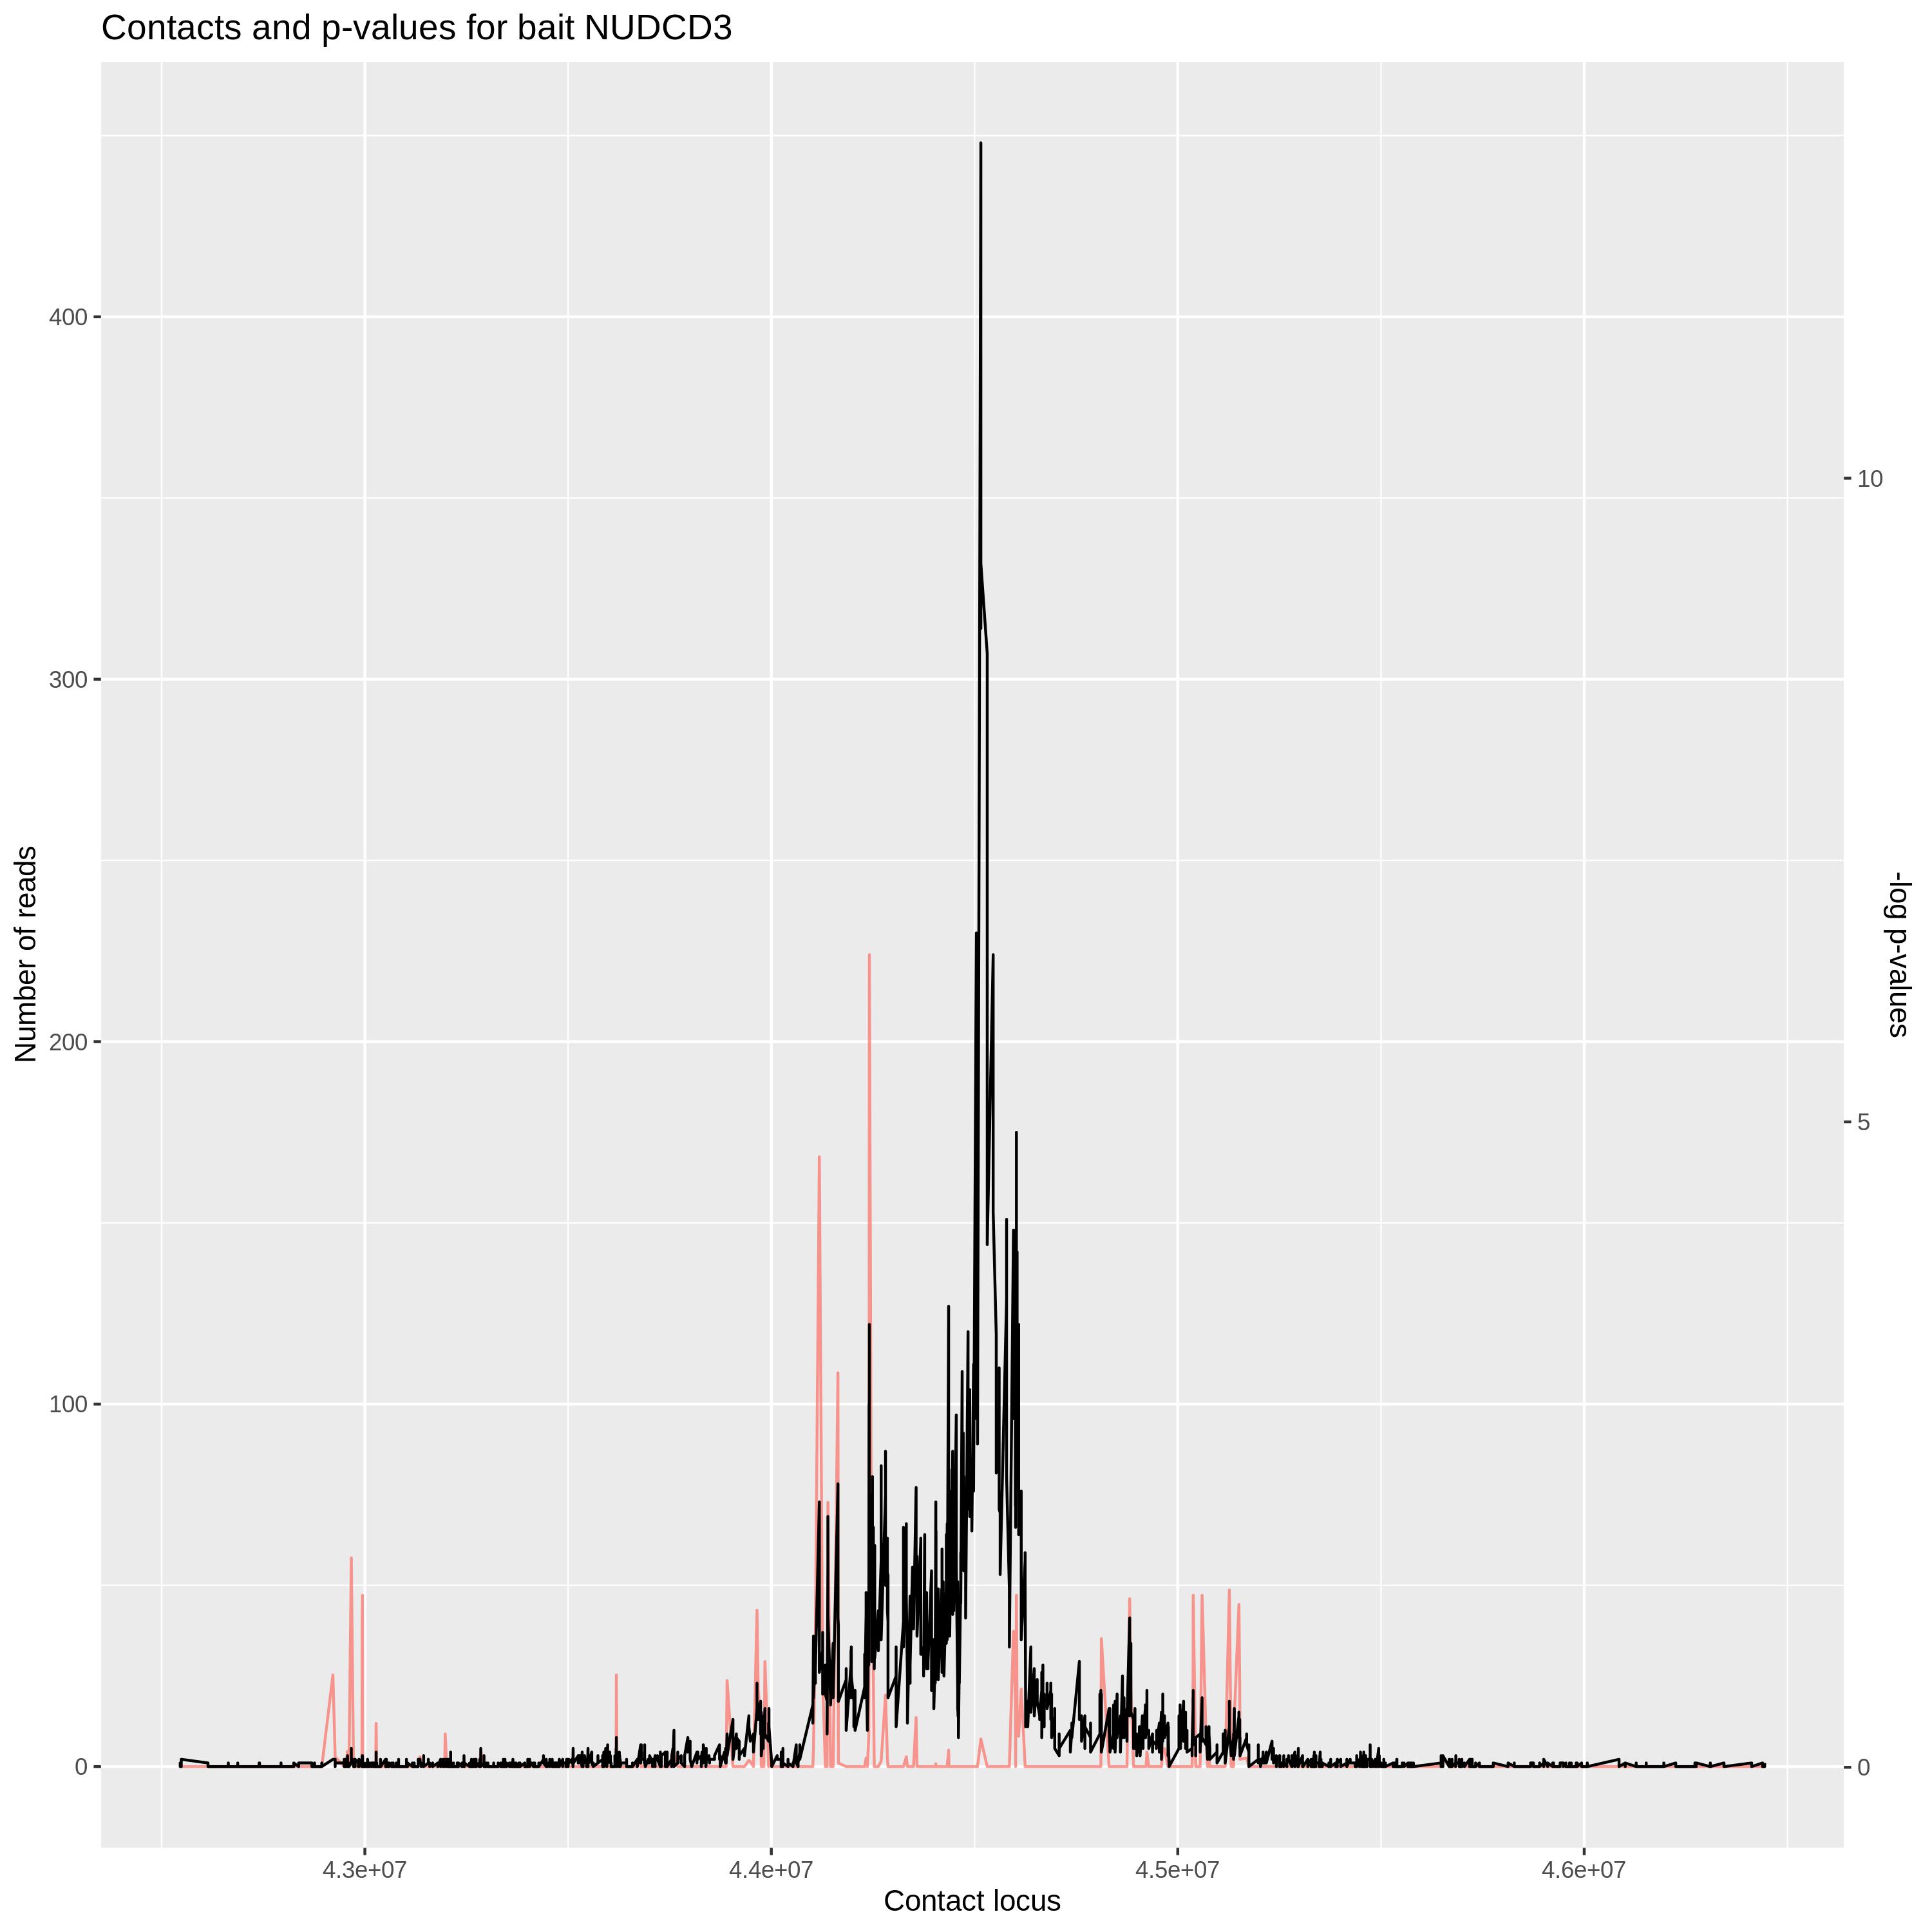 Contacts and p-values for bait NUDCD3
400
300
200
100
0
Number of reads
10
5
0
-log p-values
4.3e+07
4.4e+07
4.5e+07
4.6e+07
Contact locus